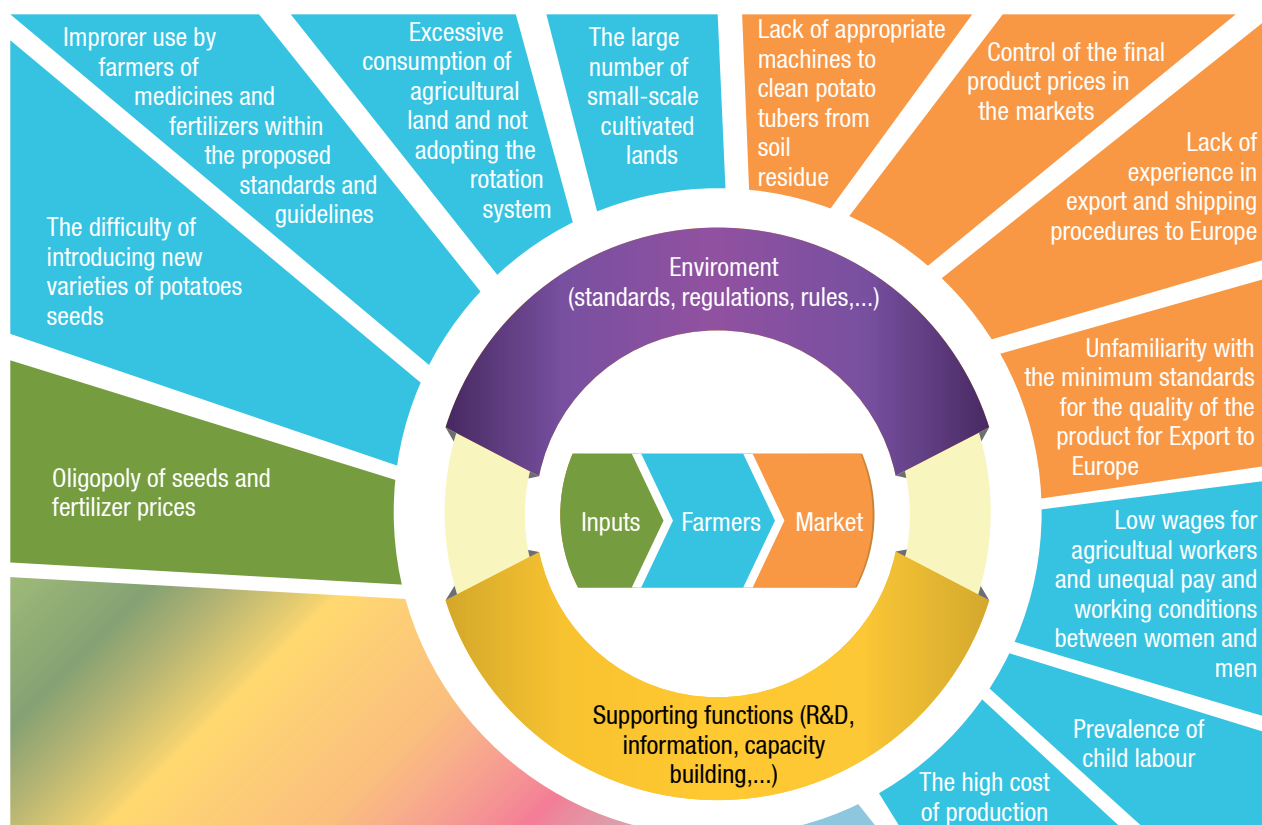 Improrer use by
farmers of
medicines and
fertilizers within
the proposed
standards and
guidelines
Excessive
consumption of
agricultural
land and not
adopting the
rotation
system
The large
number of
small-scale
cultivated
lands
Lack of appropriate
machines to
clean potato
tubers from
soil
residue
Control of the final
product prices in
the markets
Lack of
experience in
export and shipping
procedures to Europe
The difficulty of
introducing new
varieties of potatoes
seeds
Enviroment
(standards, regulations, rules,...)
Unfamiliarity with
the minimum standards
for the quality of the
product for Export to
Europe
Oligopoly of seeds and
fertilizer prices
Inputs
Farmers
Market
Low wages for
agricultual workers
and unequal pay and
working conditions
between women and
men
Supporting functions (R&D,
information, capacity
building,...)
Prevalence of
child labour
The high cost
of production